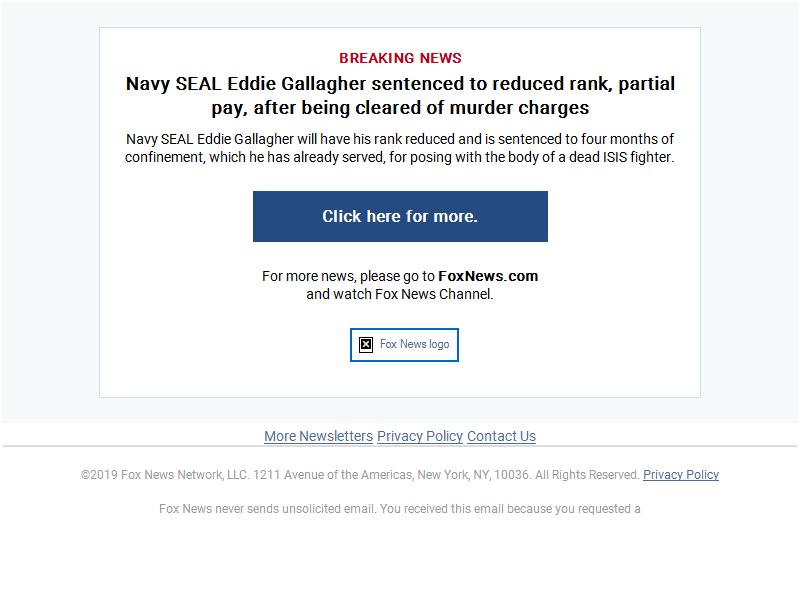 BREAKING NEWS
Navy SEAL Eddie Gallagher sentenced to reduced rank, partial
pay, after being cleared of murder charges
Navy SEAL Eddie Gallagher will have his rank reduced and is sentenced to four months of
confinement, which he has already served, for posing with the body of a dead ISIS fighter.
Click here for more.
For more news, please go to FoxNews.com
and watch Fox News Channel.
Fox News logo
More Newsletters Privacy Policy Contact Us
©2019 Fox News Network, LLC. 1211 Avenue of the Americas, New York, NY, 10036. All Rights Reserved. Privacy Policy
Fox News never sends unsolicited email. You received this email because you requested a